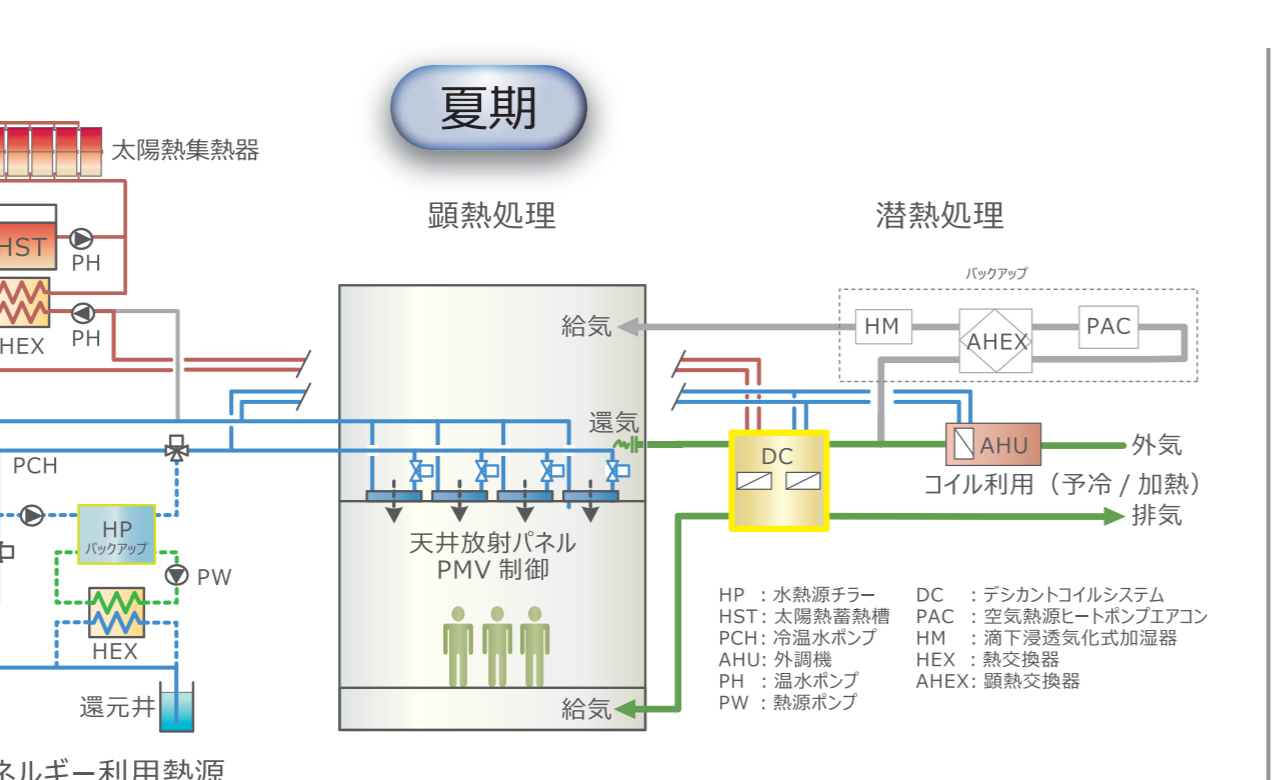 夏期
太陽熱集熱器
顕熱処理
潜熱処理
HST
PH
バックアップ
給気
HM
AHEX
PAC
HEX
PH
還気
PCH
DC
AHU
外気
コイル利用（予冷 / 加熱）
排気
HP
バックアップ
天井放射パネル
PMV 制御
PW
HEX
還元井
給気
HP : 水熱源チラー
HST: 太陽熱蓄熱槽
PCH: 冷温水ポンプ
AHU: 外調機
PH : 温水ポンプ
PW : 熱源ポンプ
DC : デシカントコイルシステム
PAC : 空気熱源ヒートポンプエアコン
HM : 滴下浸透気化式加湿器
HEX : 熱交換器
AHEX: 顕熱交換器
ネルギー利用熱源